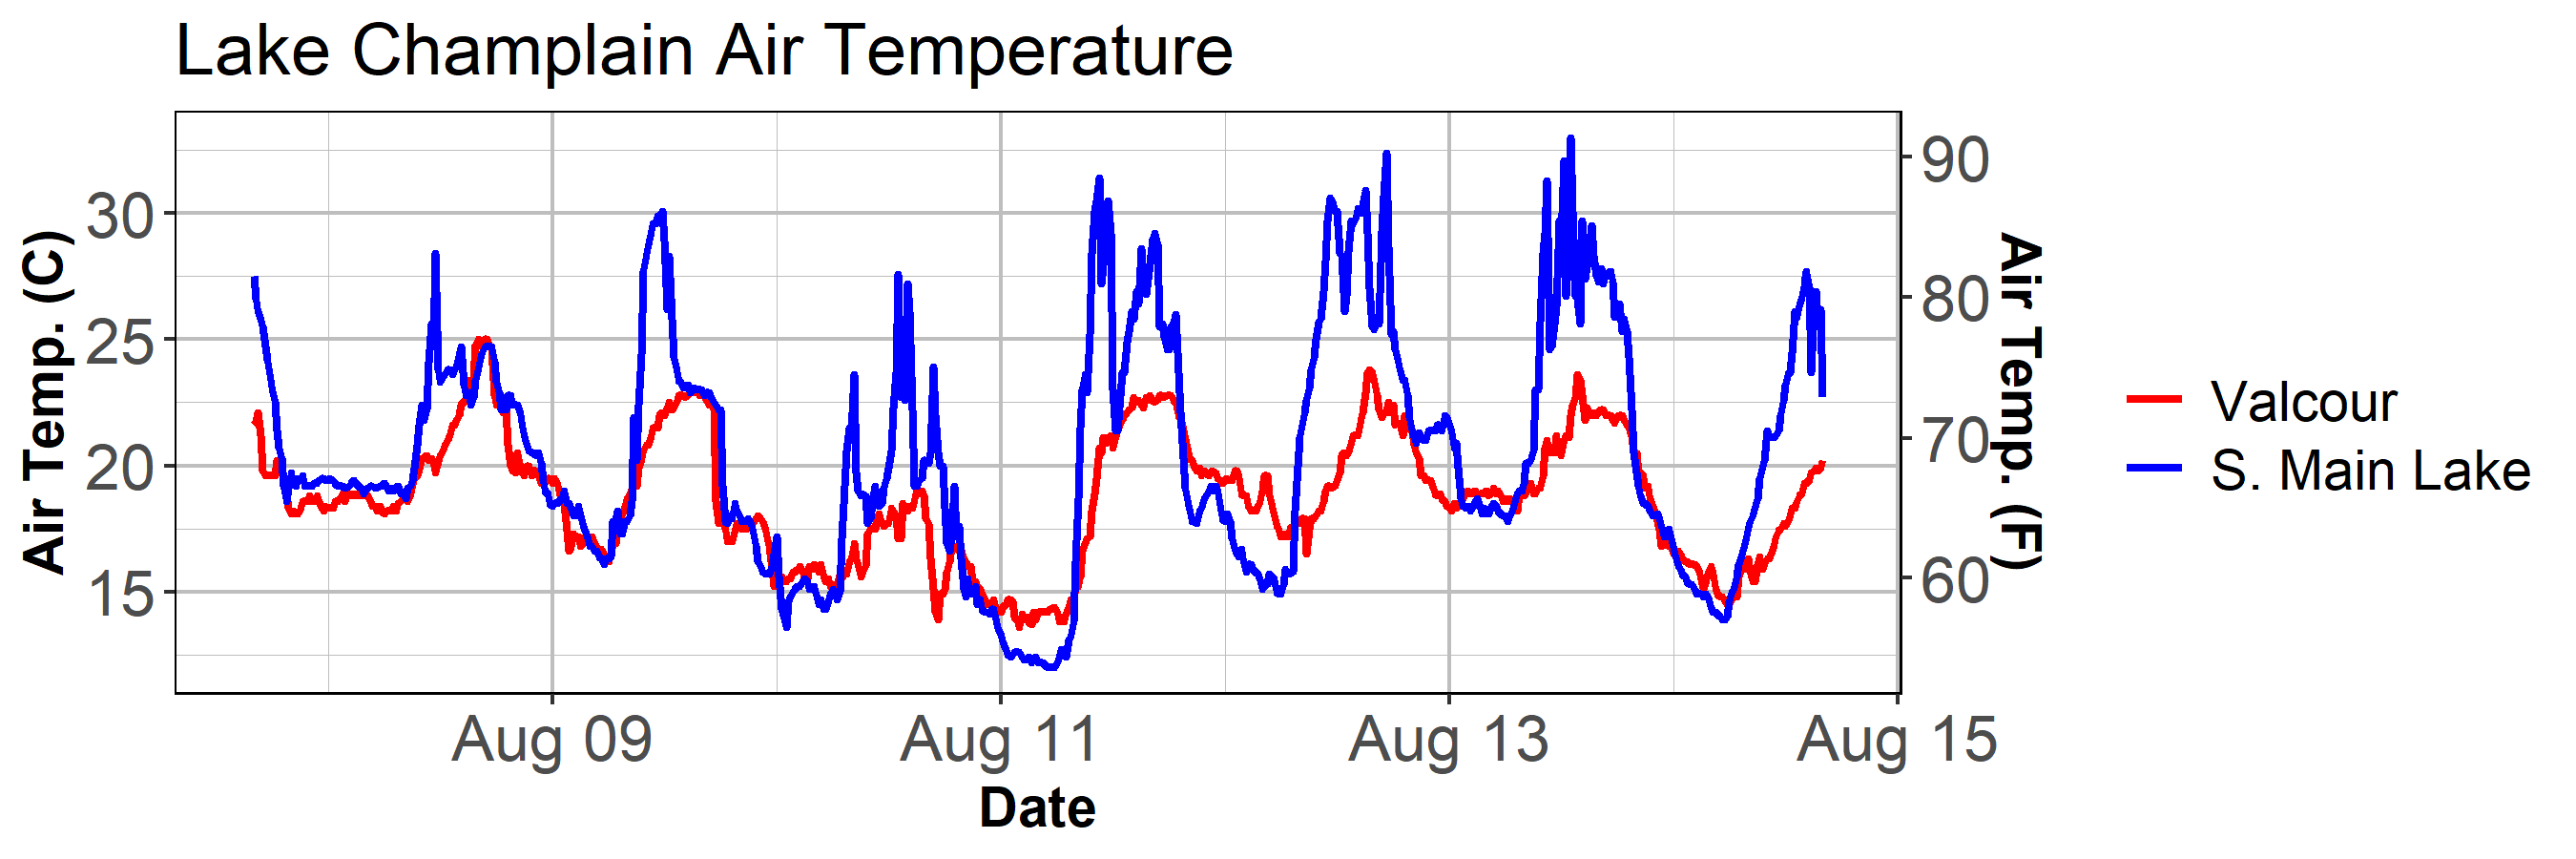 Lake Champlain Air Temperature
Air Temp. (C)
30
25
20
15
90
80
70
60
Air Temp. (F)
Valcour
S. Main Lake
Aug 09
Aug 11
Aug 13
Aug 15
Date